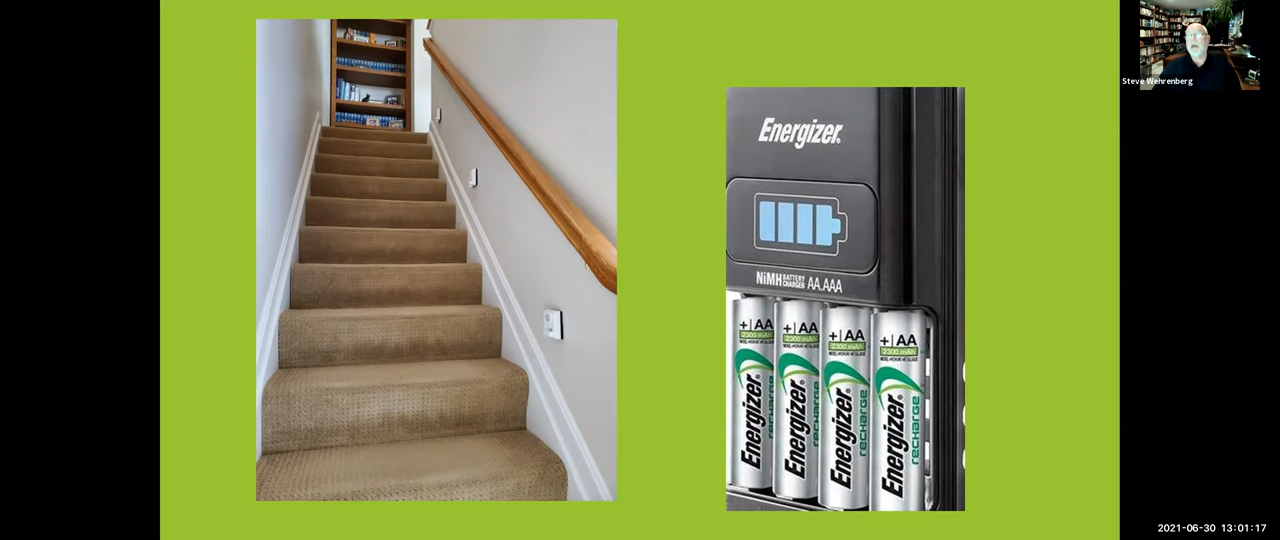 Steve Wehrenberg
Energizer
NiMH BATTERY CHARGER AA.AAA
+|AA
2300 mAh
Energizer
recharge
+|AA
2300 mAh
Energizer
recharge
+|AA
2300 mAh
Energizer
recharge
+|AA
2300 mAh
Energizer
recharge
2021-06-30 13:01:17